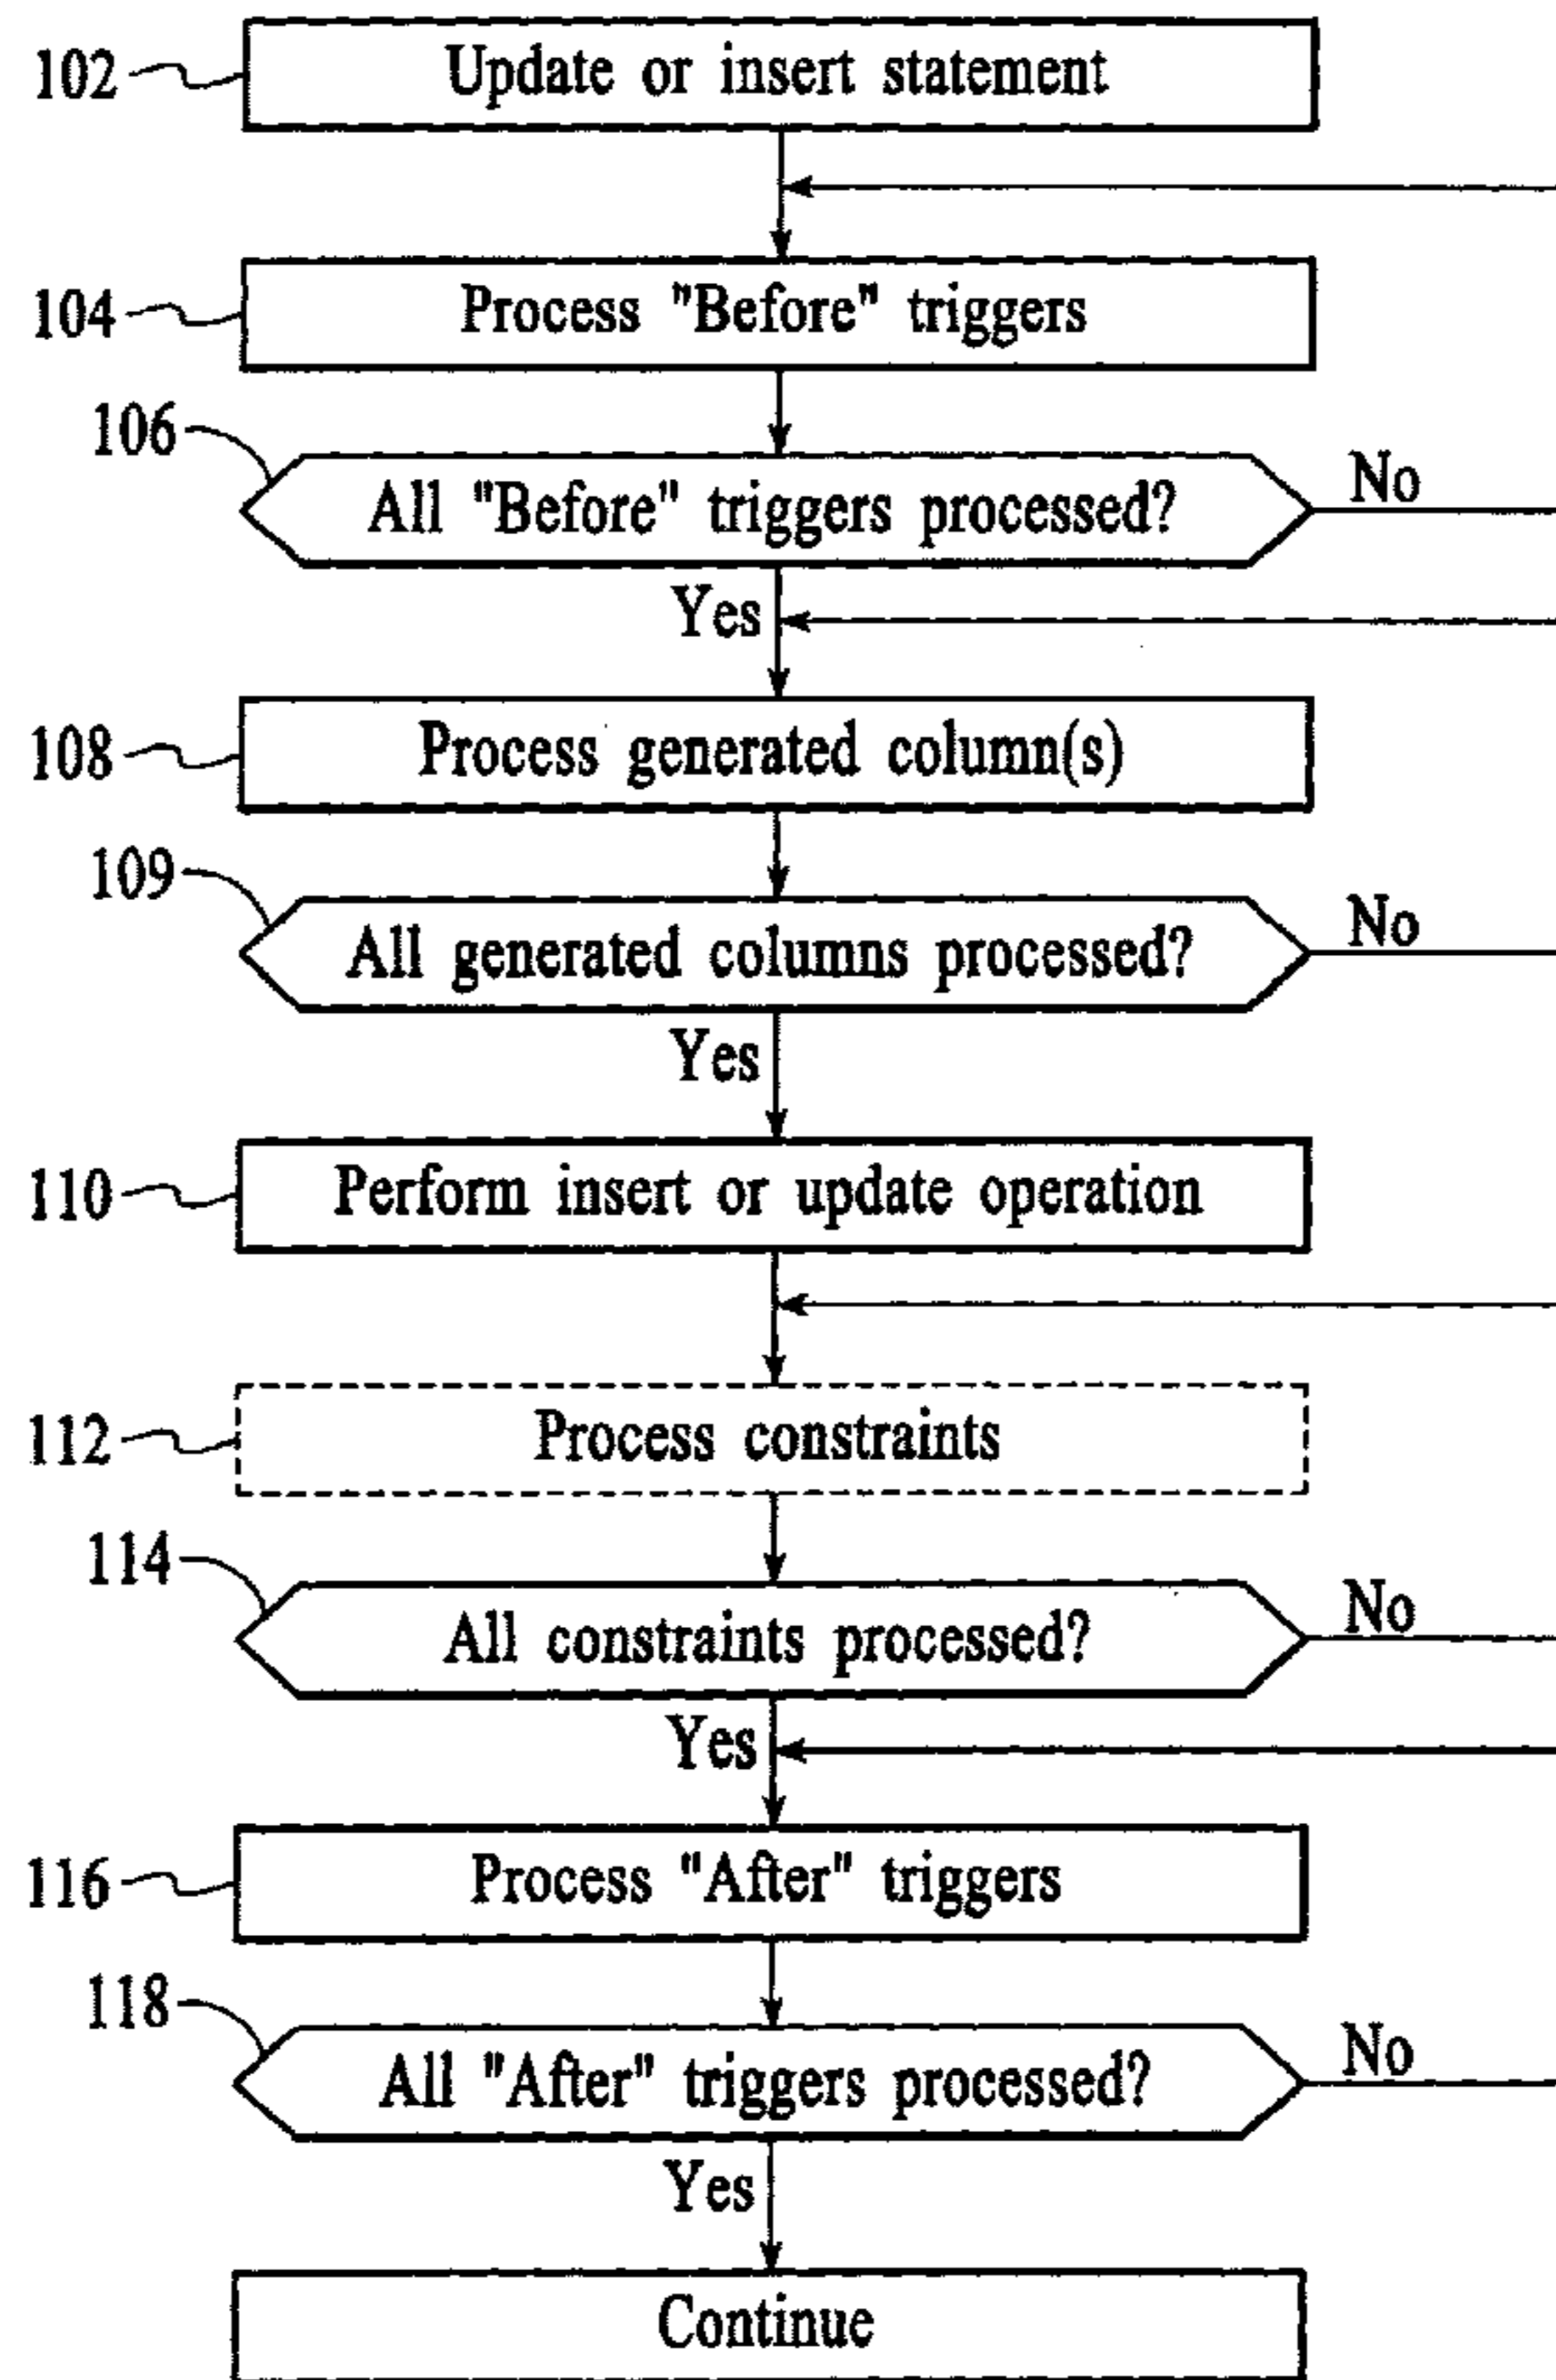 102
Update or insert statement
104
Process "Before" triggers
106
All "Before" triggers processed?
No
Yes
108
Process generated column(s)
109
All generated columns processed?
No
Yes
110
Perform insert or update operation
112
Process constraints
114
All constraints processed?
No
Yes
116
Process "After" triggers
118
All "After" triggers processed?
No
Yes
Continue